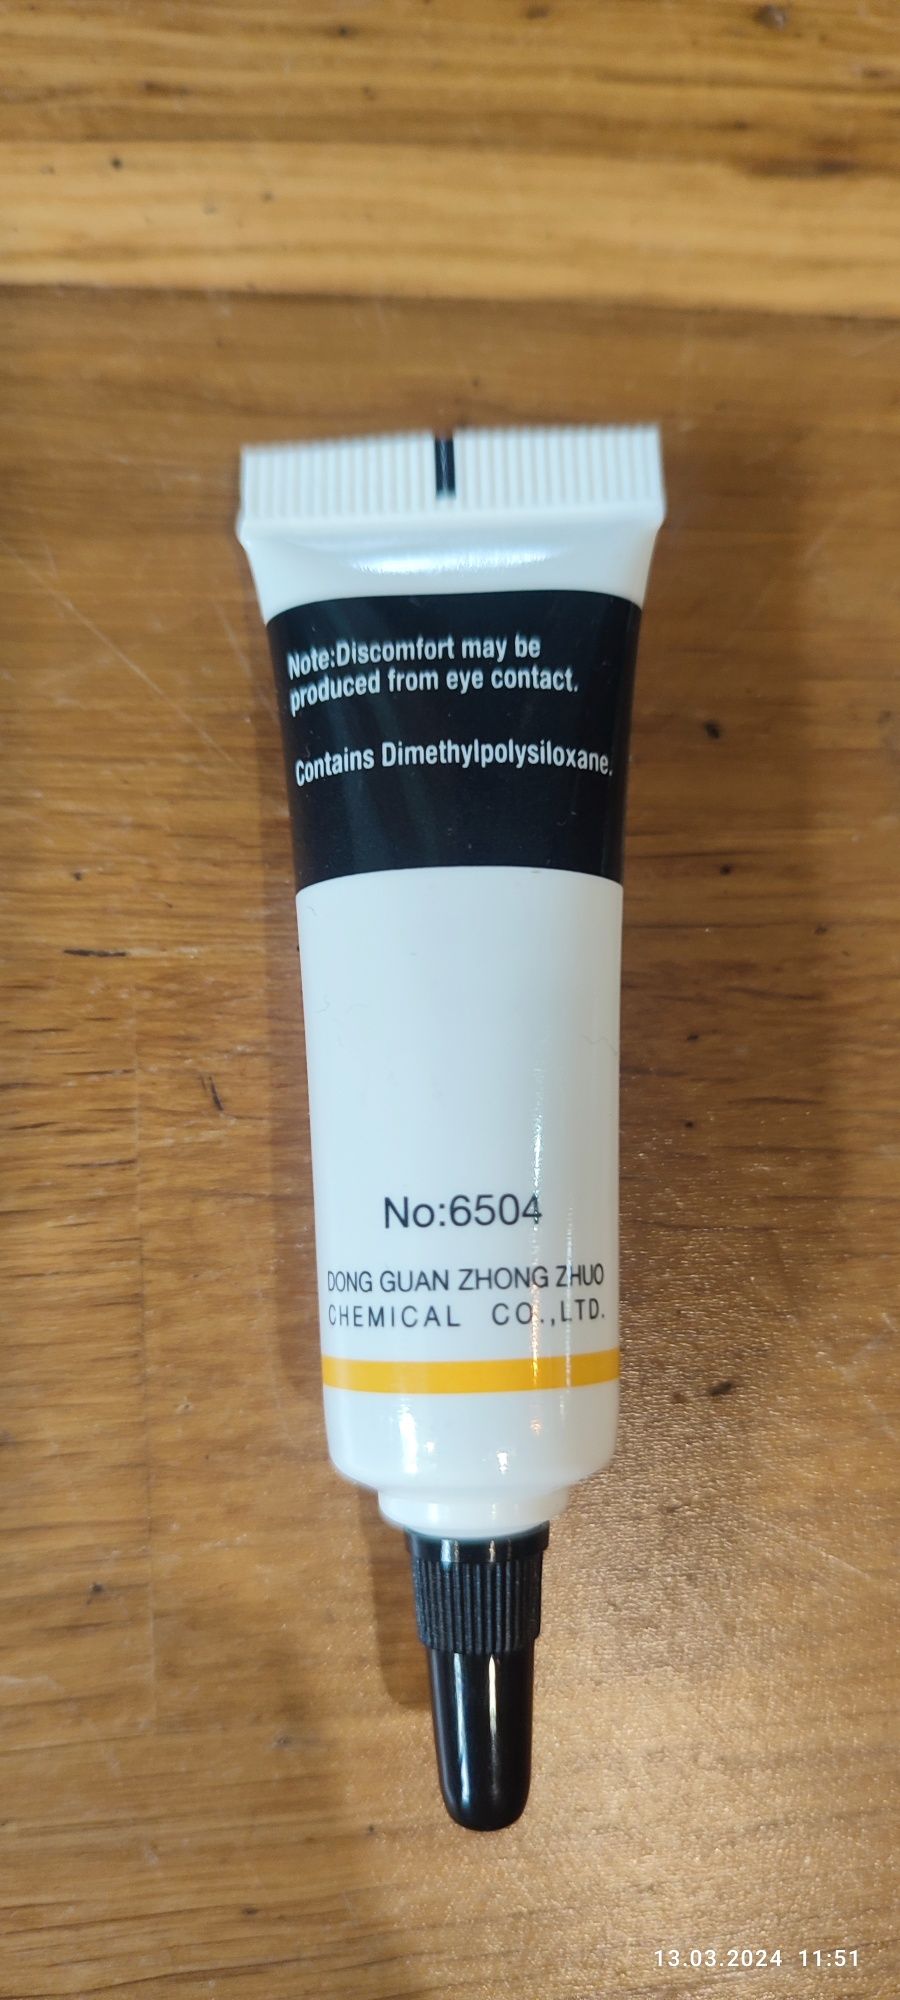 Note:Discomfort may be
produced from eye contact.
Contains Dimethylpolysiloxane.
No:6504
DONG GUAN ZHONG ZHUO
CHEMICAL CO.,LTD.
13.03.2024 11:51